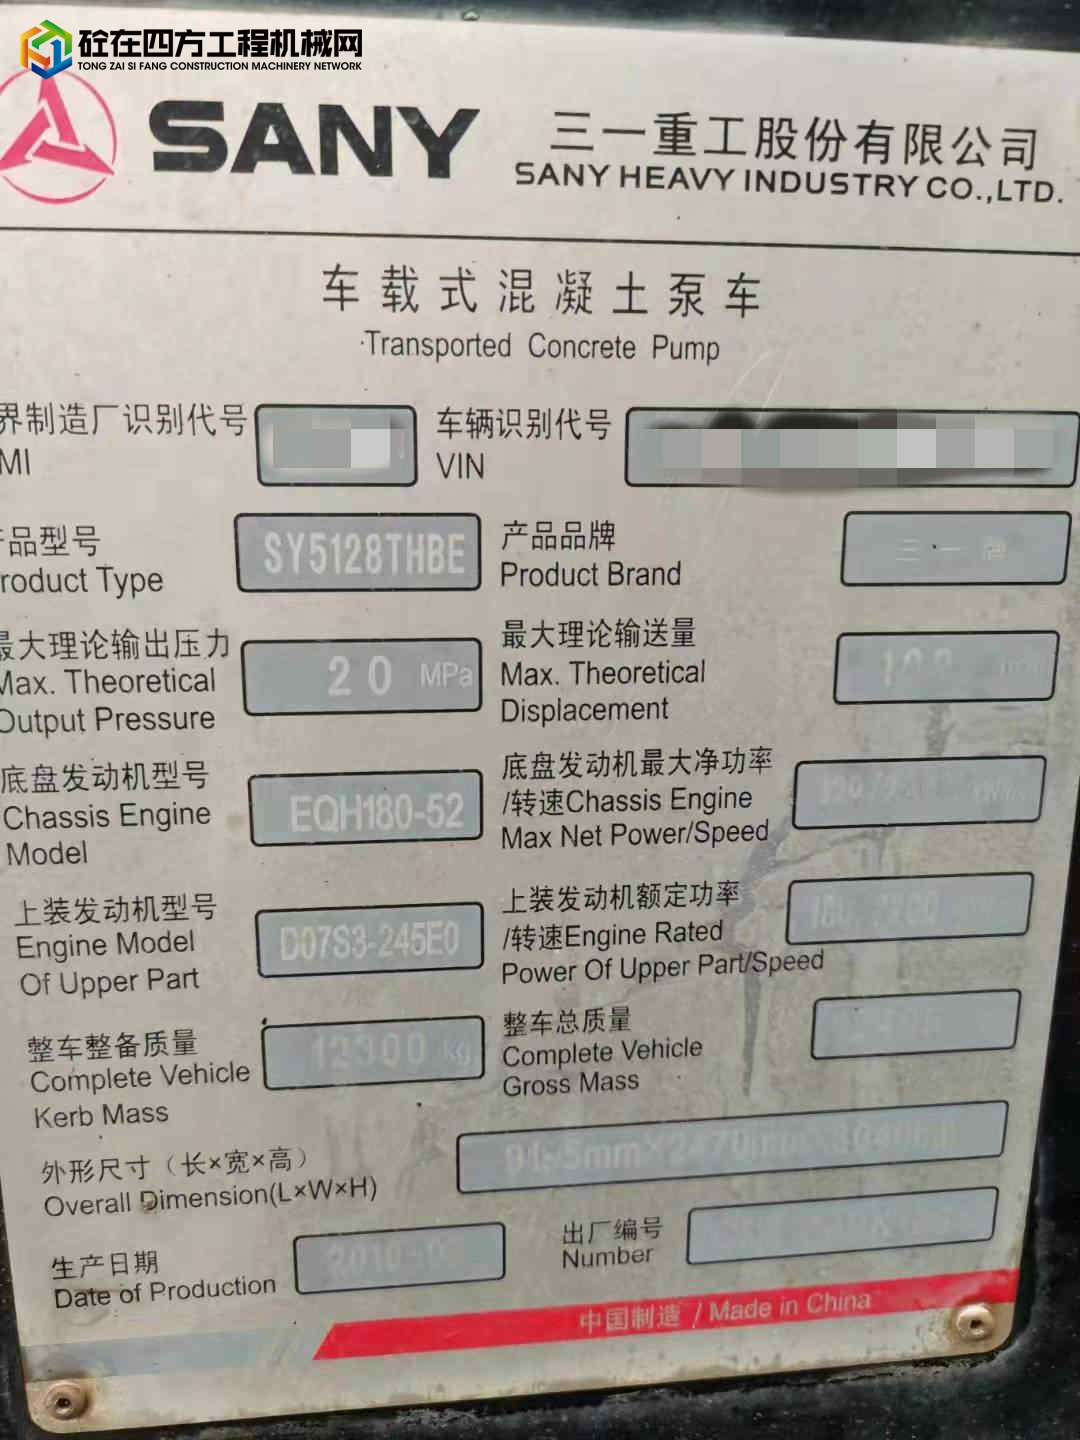 砼在四方工程机械网
TONG ZAI SI FANG CONSTRUCTION MACHINERY NETWORK
SANY
三一重工股份有限公司
SANY HEAVY INDUSTRY CO.,LTD.
车载式混凝土泵车
Transported Concrete Pump
界制造厂识别代号
MI
车辆识别代号
VIN
品型号
roduct Type
SY5128THBE
产品品牌
Product Brand
三一牌
最大理论输出压力
Max. Theoretical
Output Pressure
20 MPa
最大理论输送量
Max. Theoretical
Displacement
底盘发动机型号
Chassis Engine
Model
EQH180-52
底盘发动机最大净功率
/转速Chassis Engine
Max Net Power/Speed
上装发动机型号
Engine Model
Of Upper Part
D07S3-245E0
上装发动机额定功率
/转速Engine Rated
Power Of Upper Part/Speed
整车整备质量
Complete Vehicle
Kerb Mass
12300 kg
整车总质量
Complete Vehicle
Gross Mass
外形尺寸（长×宽×高）
Overall Dimension(L×W×H)
生产日期
Date of Production
出厂编号
Number
中国制造 / Made in China